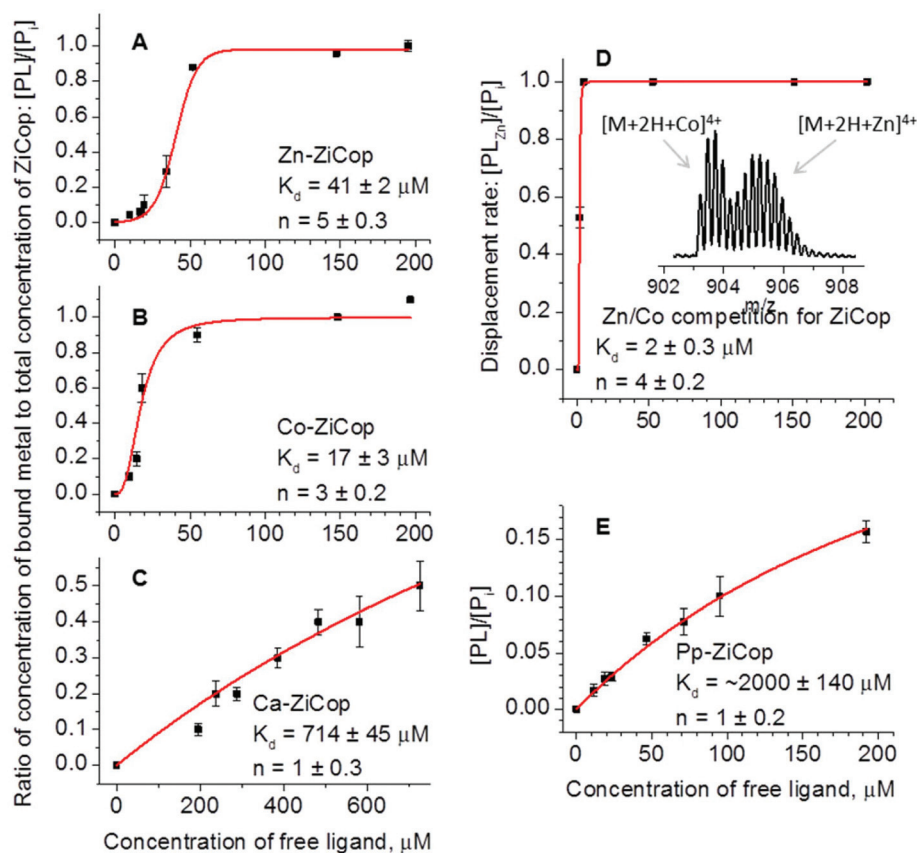 Ratio of concentration of bound metal to total concentration of ZiCop: [PL]/[Pᵢ]
A
1.0
0.8
0.6
0.4
0.2
0.0
Zn-ZiCop
K_d = 41 ± 2 μM
n = 5 ± 0.3
0 50 100 150 200
B
1.0
0.8
0.6
0.4
0.2
0.0
Co-ZiCop
K_d = 17 ± 3 μM
n = 3 ± 0.2
0 50 100 150 200
C
0.5
0.4
0.3
0.2
0.1
0.0
Ca-ZiCop
K_d = 714 ± 45 μM
n = 1 ± 0.3
0 200 400 600
Concentration of free ligand, μM
Displacement rate: [PL_Zn]/[Pᵢ]
D
1.0
0.8
0.6
0.4
0.2
0.0
[M+2H+Co]⁴⁺
[M+2H+Zn]⁴⁺
902 904 906 908
m/z
Zn/Co competition for ZiCop
K_d = 2 ± 0.3 μM
n = 4 ± 0.2
0 50 100 150 200
[PL]/[Pᵢ]
E
0.15
0.10
0.05
0.00
Pp-ZiCop
K_d = ~2000 ± 140 μM
n = 1 ± 0.2
0 50 100 150 200
Concentration of free ligand, μM